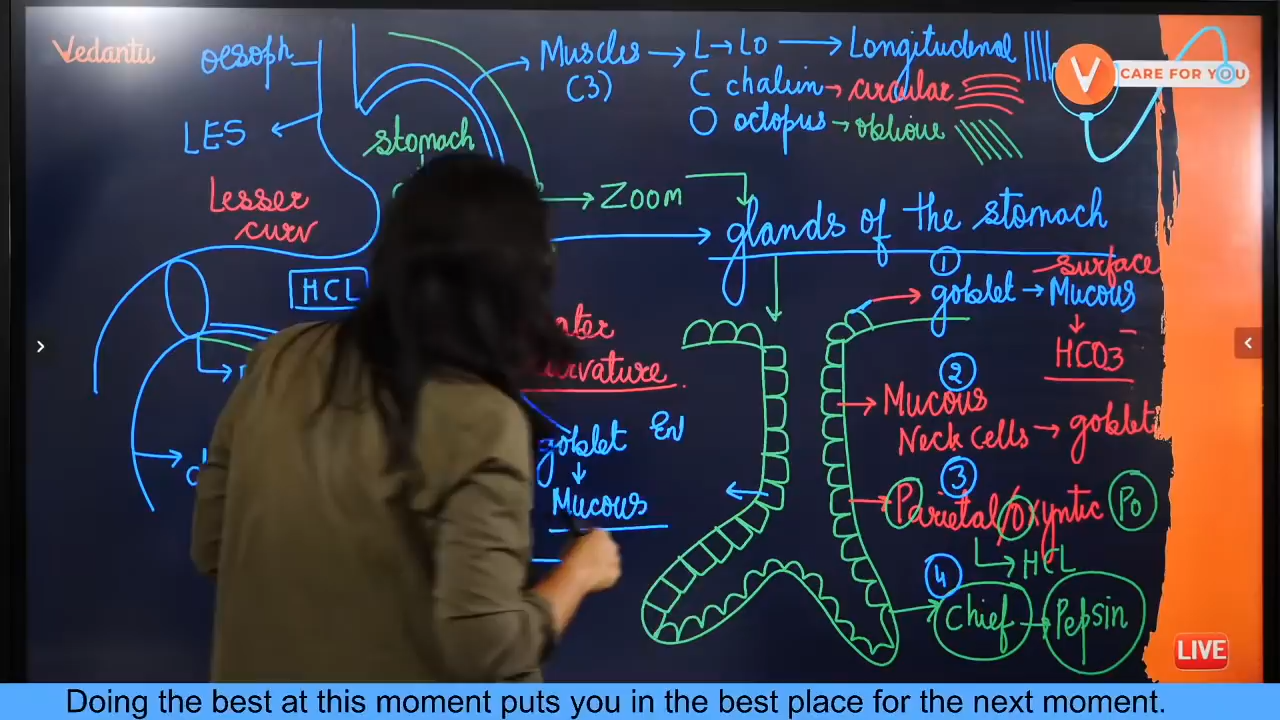 Vedantu
oesoph
LES
Muscles → L → Lo → Longitudenal
(3)
C chalim → circular
O octopus → oblique
CARE FOR YOU
stomach
Lesser
curv
→ Zoom
glands of the stomach
HCL
①
surface
goblet → Mucous
HCO3
ater
urvature
②
Mucous
Neck Cells → goblet
goblet
Mucous
③
Parietal/Oxyntic Po
HCL
④
Chief → Pepsin
LIVE
Doing the best at this moment puts you in the best place for the next moment.